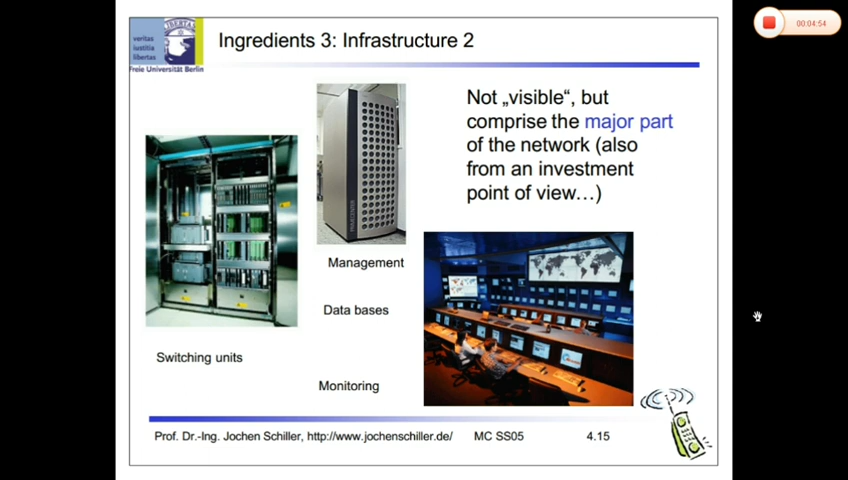 00:04:54
veritas
iustitia
libertas
Freie Universität Berlin
Ingredients 3: Infrastructure 2
Not „visible“, but
comprise the major part
of the network (also
from an investment
point of view…)
Management
Data bases
Switching units
Monitoring
Prof. Dr.-Ing. Jochen Schiller, http://www.jochenschiller.de/ MC SS05 4.15